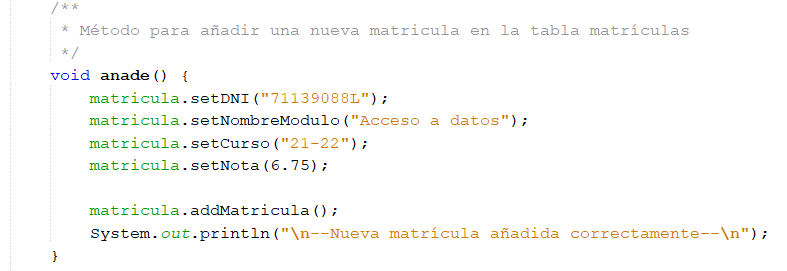 /**
* Método para añadir una nueva matricula en la tabla matrículas
*/
void anade() {
matricula.setDNI("71139088L");
matricula.setNombreModulo("Acceso a datos");
matricula.setCurso("21-22");
matricula.setNota(6.75);
matricula.addMatricula();
System.out.println("\n--Nueva matrícula añadida correctamente--\n");
}